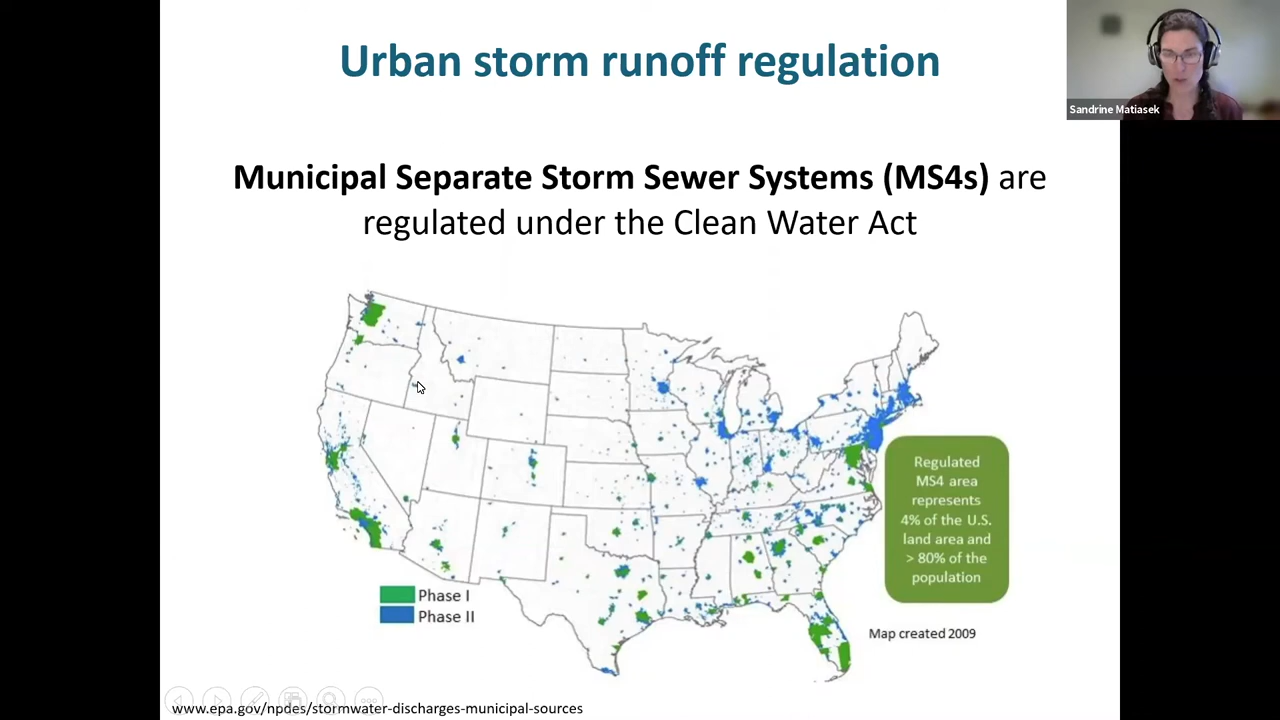 Urban storm runoff regulation
Sandrine Matiasek
Municipal Separate Storm Sewer Systems (MS4s) are
regulated under the Clean Water Act
Regulated
MS4 area
represents
4% of the U.S.
land area and
> 80% of the
population
Phase I
Phase II
Map created 2009
www.epa.gov/npdes/stormwater-discharges-municipal-sources